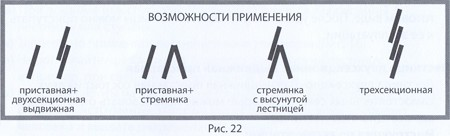 ВОЗМОЖНОСТИ ПРИМЕНЕНИЯ
приставная+
двухсекционная
выдвижная
приставная+
стремянка
стремянка
с высунутой
лестницей
трехсекционная
Рис. 22